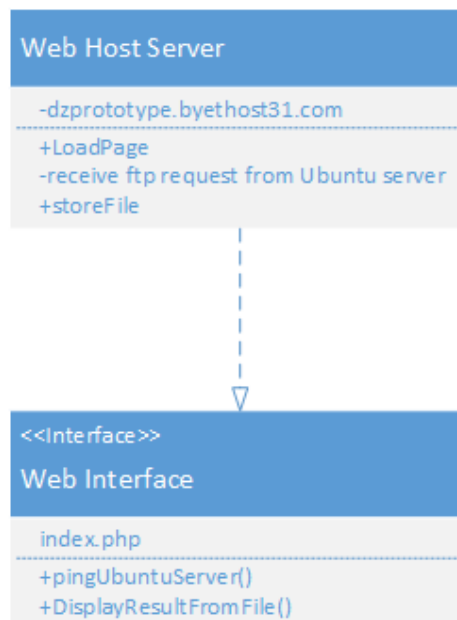 Web Host Server
-dzprototype.byethost31.com
+LoadPage
-receive ftp request from Ubuntu server
+storeFile
<<Interface>>
Web Interface
index.php
+pingUbuntuServer()
+DisplayResultFromFile()